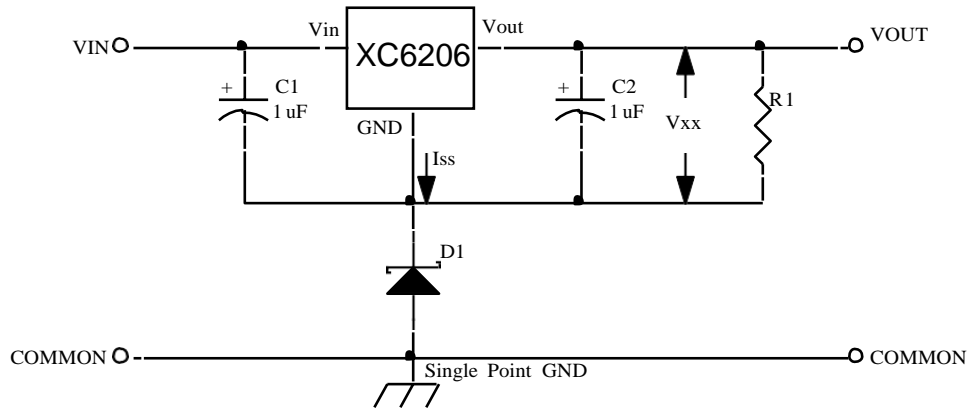 VIN
Vin
XC6206
Vout
VOUT
+
C1
1 uF
GND
Iss
+
C2
1 uF
Vxx
R1
D1
COMMON
Single Point GND
COMMON